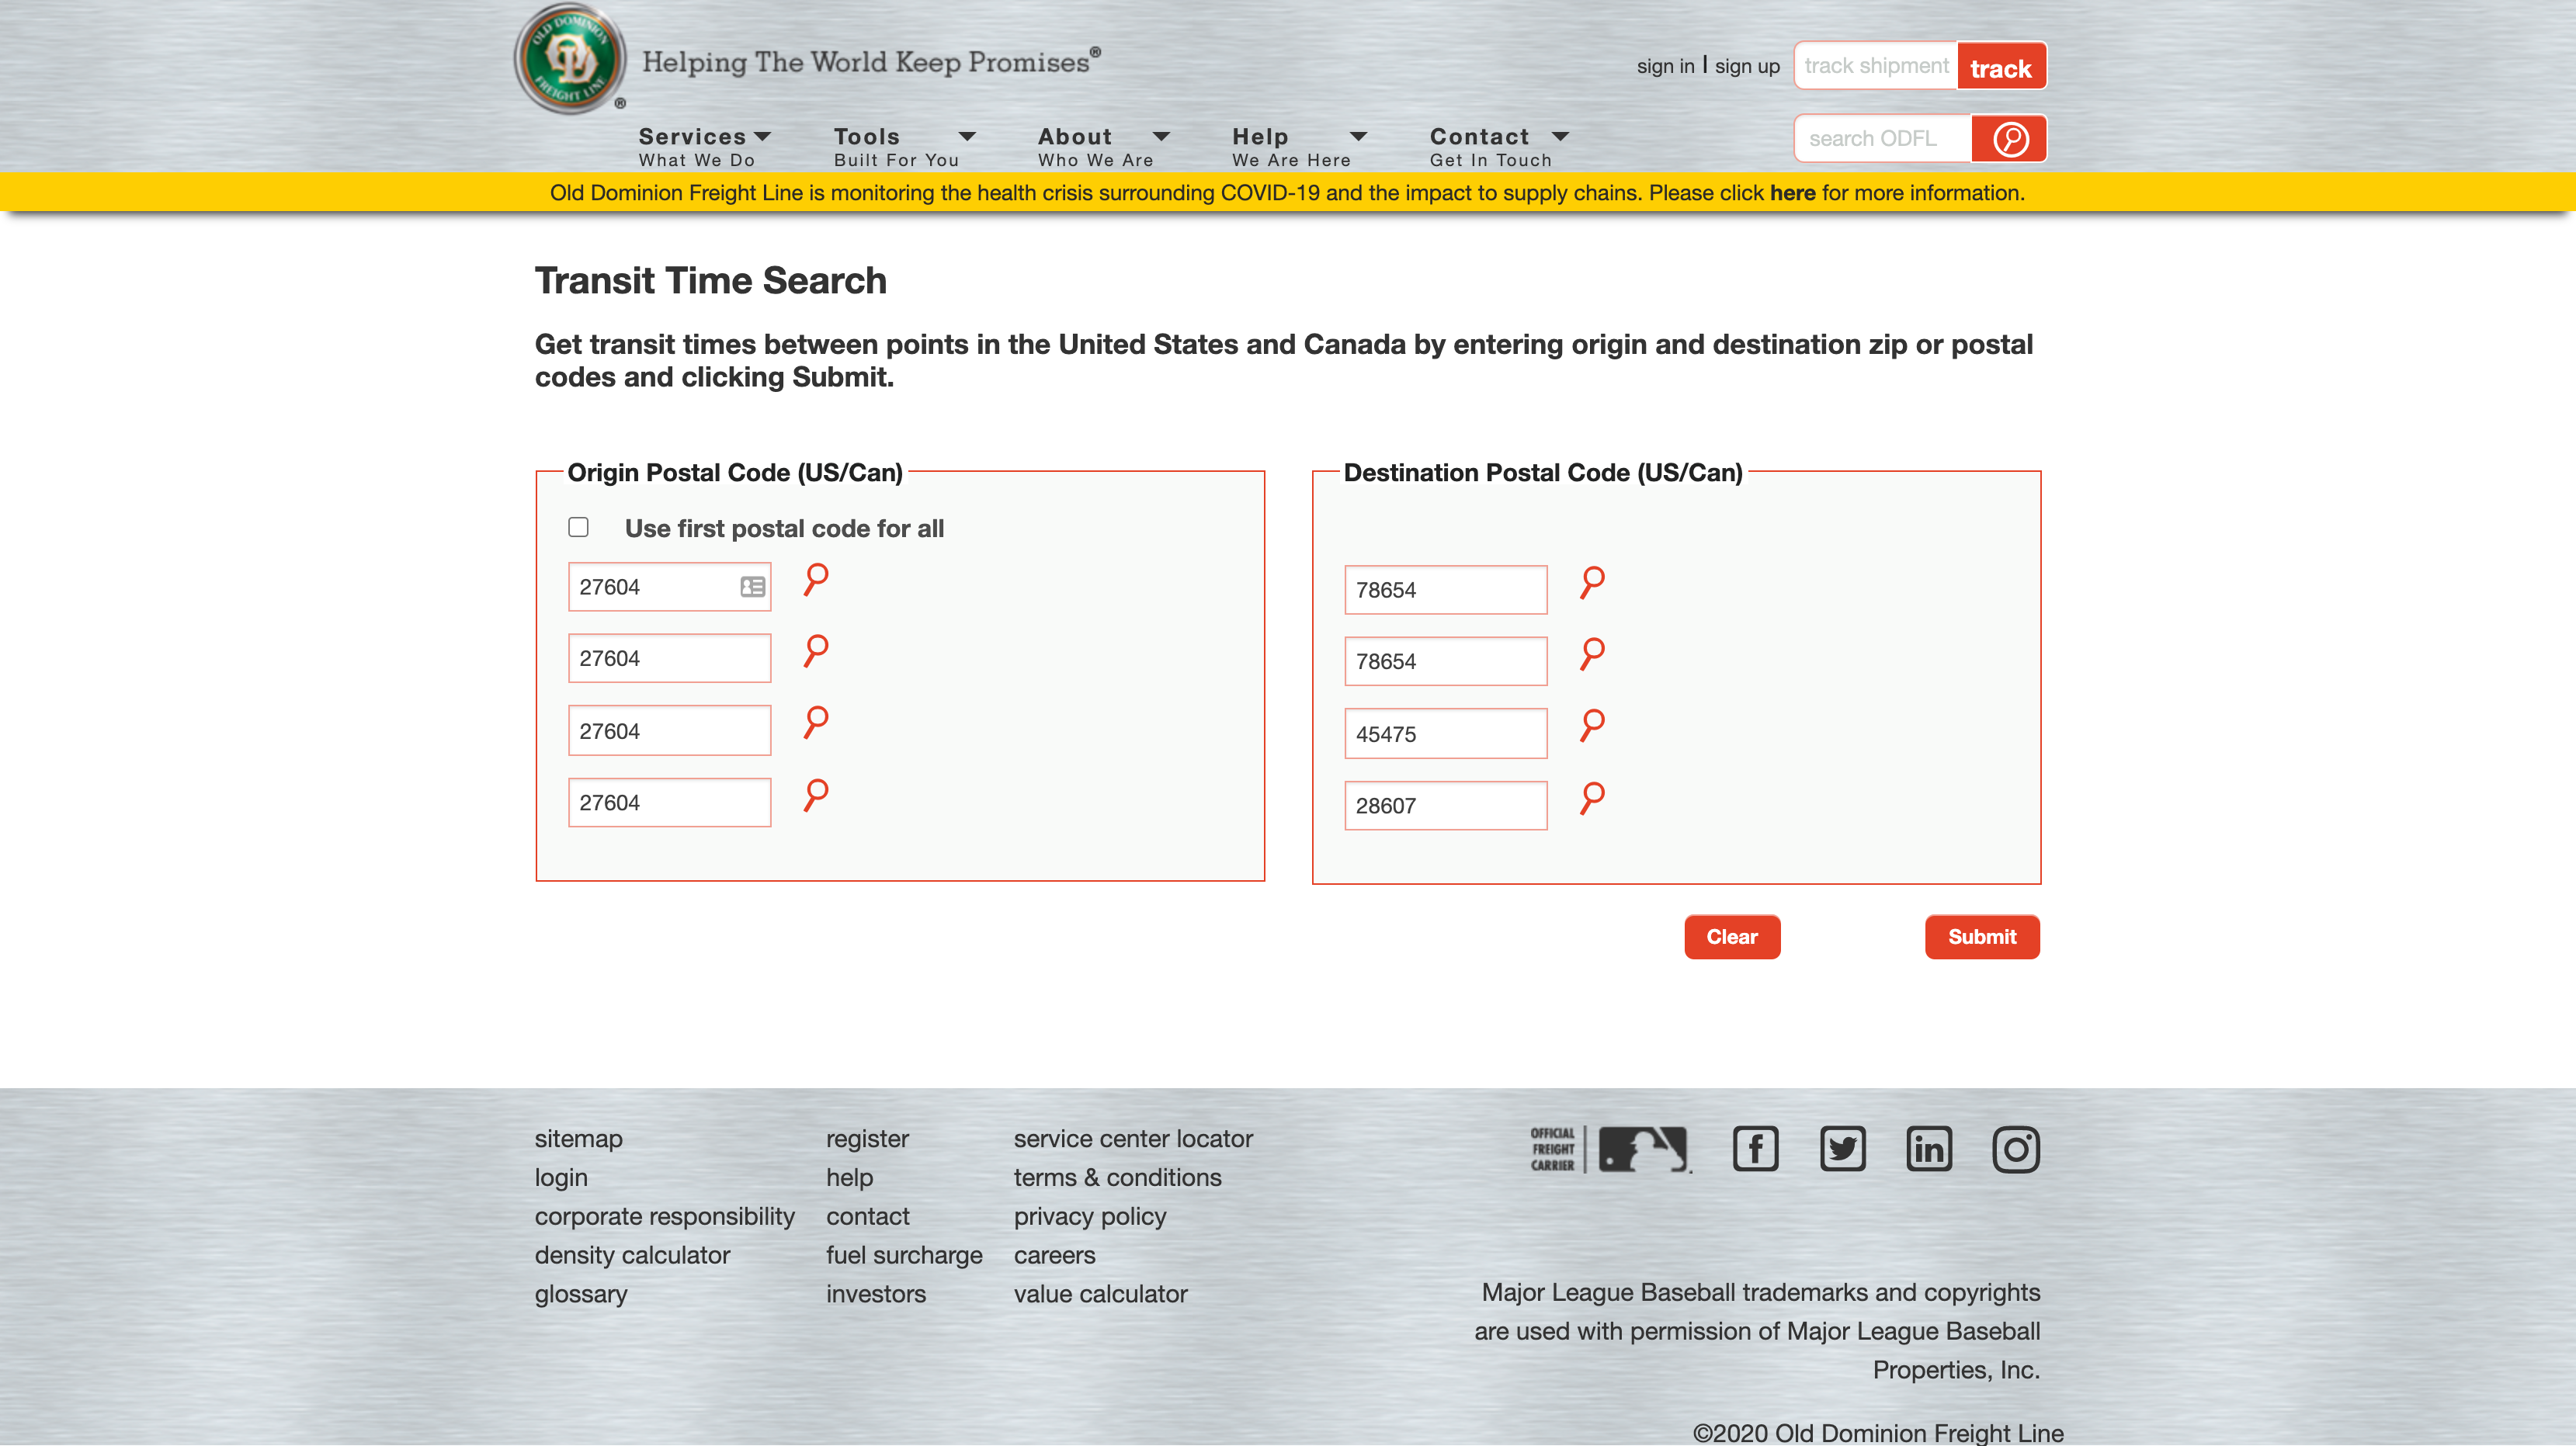 OLD DOMINION
OD
FREIGHT LINE
®
Helping The World Keep Promises®
sign in | sign up
track shipment
track
Services
What We Do
Tools
Built For You
About
Who We Are
Help
We Are Here
Contact
Get In Touch
search ODFL
Old Dominion Freight Line is monitoring the health crisis surrounding COVID-19 and the impact to supply chains. Please click here for more information.
Transit Time Search
Get transit times between points in the United States and Canada by entering origin and destination zip or postal
codes and clicking Submit.
Origin Postal Code (US/Can)
Use first postal code for all
27604
27604
27604
27604
Destination Postal Code (US/Can)
78654
78654
45475
28607
Clear
Submit
sitemap
login
corporate responsibility
density calculator
glossary
register
help
contact
fuel surcharge
investors
service center locator
terms & conditions
privacy policy
careers
value calculator
OFFICIAL
FREIGHT
CARRIER
f
in
Major League Baseball trademarks and copyrights
are used with permission of Major League Baseball
Properties, Inc.
©2020 Old Dominion Freight Line